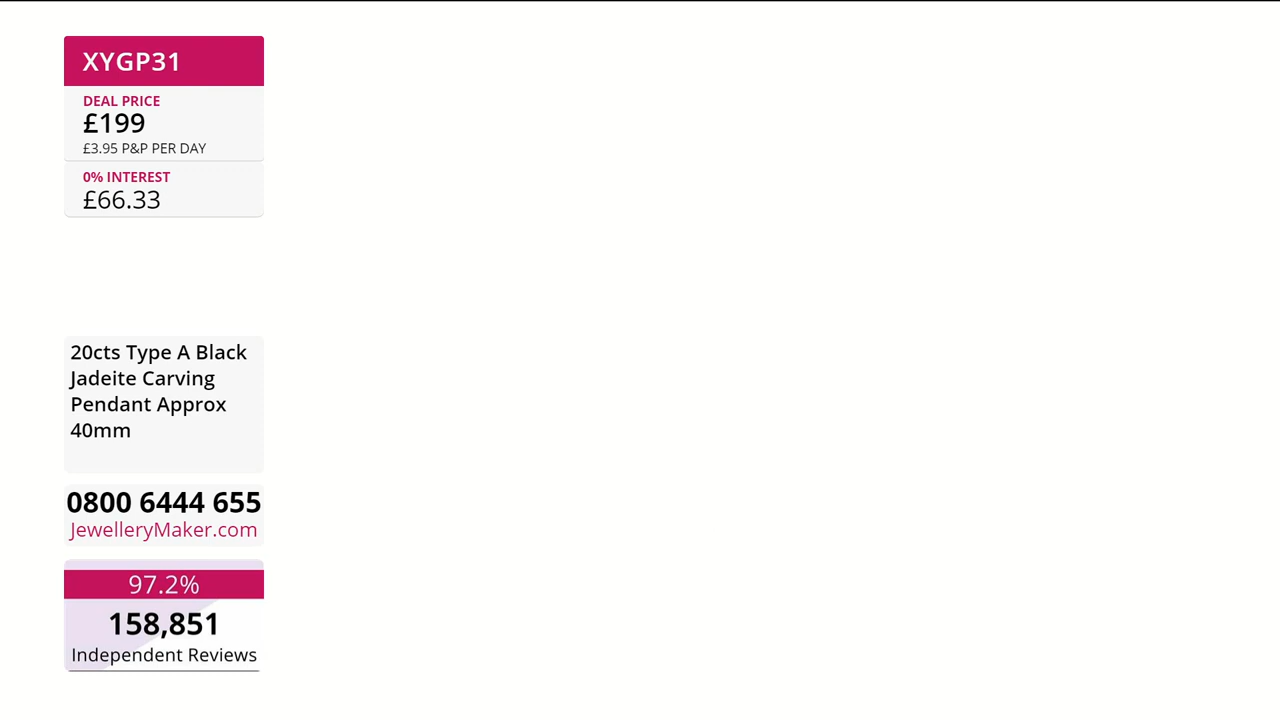 XYGP31
DEAL PRICE
£199
£3.95 P&P PER DAY
0% INTEREST
£66.33
20cts Type A Black
Jadeite Carving
Pendant Approx
40mm
0800 6444 655
JewelleryMaker.com
97.2%
158,851
Independent Reviews